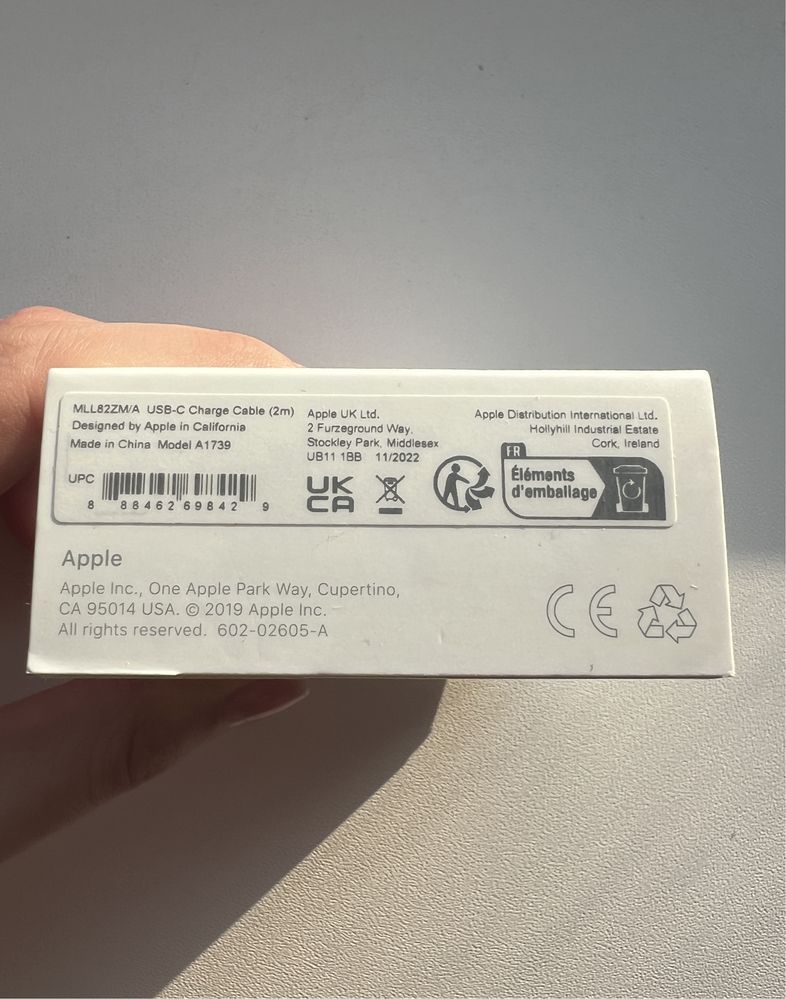 MLL82ZM/A USB-C Charge Cable (2m)
Designed by Apple in California
Made in China Model A1739
UPC
8 88462 69842 9
Apple UK Ltd.
2 Furzeground Way,
Stockley Park, Middlesex
UB11 1BB 11/2022
UK
CA
Apple Distribution International Ltd.
Hollyhill Industrial Estate
Cork, Ireland
FR
Éléments
d'emballage
Apple
Apple Inc., One Apple Park Way, Cupertino,
CA 95014 USA. © 2019 Apple Inc.
All rights reserved. 602-02605-A
CE